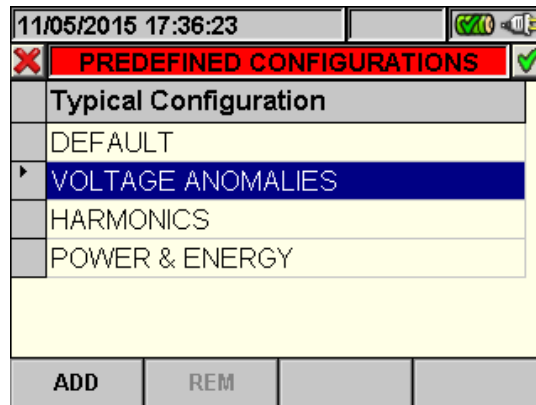 11/05/2015 17:36:23
PREDEFINED CONFIGURATIONS
Typical Configuration
DEFAULT
VOLTAGE ANOMALIES
HARMONICS
POWER & ENERGY
ADD REM